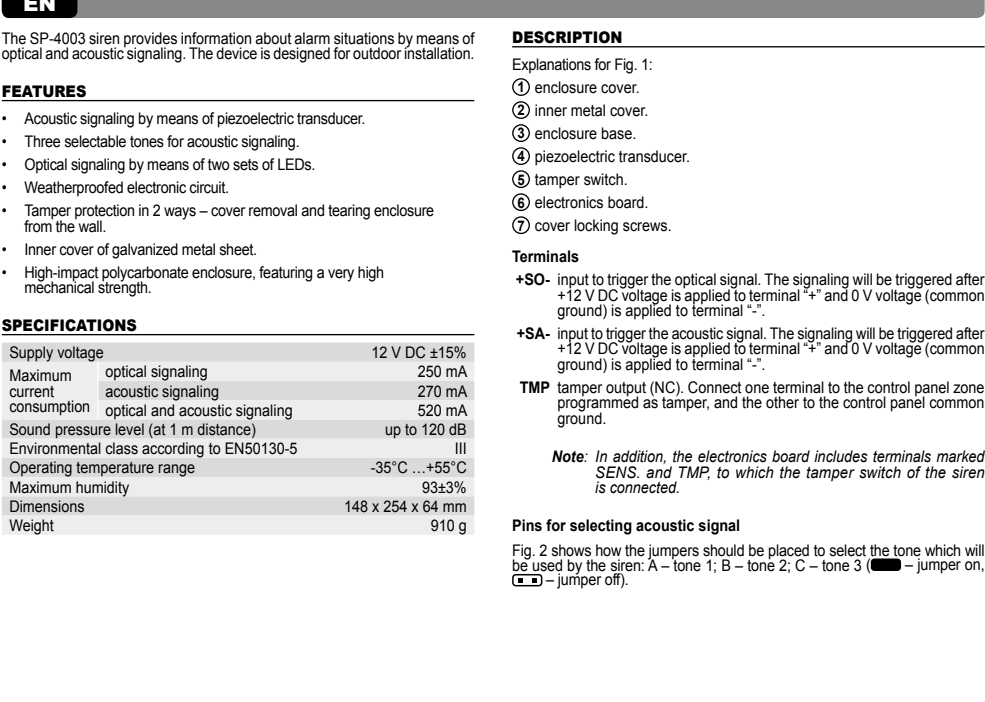 EN
The SP-4003 siren provides information about alarm situations by means of
optical and acoustic signaling. The device is designed for outdoor installation.
FEATURES
• Acoustic signaling by means of piezoelectric transducer.
• Three selectable tones for acoustic signaling.
• Optical signaling by means of two sets of LEDs.
• Weatherproofed electronic circuit.
• Tamper protection in 2 ways – cover removal and tearing enclosure
from the wall.
• Inner cover of galvanized metal sheet.
• High-impact polycarbonate enclosure, featuring a very high
mechanical strength.
SPECIFICATIONS
Supply voltage 12 V DC ±15%
Maximum current consumption optical signaling 250 mA
acoustic signaling 270 mA
optical and acoustic signaling 520 mA
Sound pressure level (at 1 m distance) up to 120 dB
Environmental class according to EN50130-5 III
Operating temperature range -35°C …+55°C
Maximum humidity 93±3%
Dimensions 148 x 254 x 64 mm
Weight 910 g
DESCRIPTION
Explanations for Fig. 1:
1 enclosure cover.
2 inner metal cover.
3 enclosure base.
4 piezoelectric transducer.
5 tamper switch.
6 electronics board.
7 cover locking screws.
Terminals
+SO- input to trigger the optical signal. The signaling will be triggered after
+12 V DC voltage is applied to terminal “+” and 0 V voltage (common
ground) is applied to terminal “-”.
+SA- input to trigger the acoustic signal. The signaling will be triggered after
+12 V DC voltage is applied to terminal “+” and 0 V voltage (common
ground) is applied to terminal “-”.
TMP tamper output (NC). Connect one terminal to the control panel zone
programmed as tamper, and the other to the control panel common
ground.
Note: In addition, the electronics board includes terminals marked
SENS. and TMP, to which the tamper switch of the siren
is connected.
Pins for selecting acoustic signal
Fig. 2 shows how the jumpers should be placed to select the tone which will
be used by the siren: A – tone 1; B – tone 2; C – tone 3 ( – jumper on,
– jumper off).